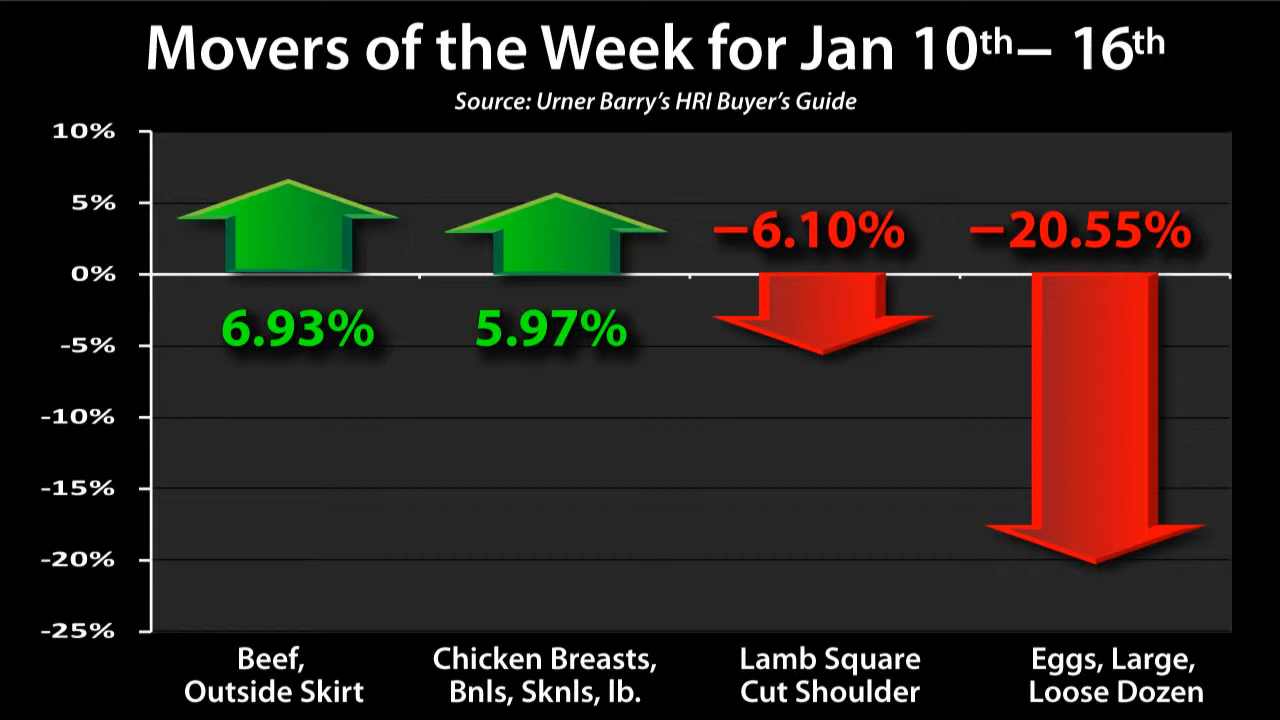 Movers of the Week for Jan 10th– 16th
Source: Urner Barry's HRI Buyer's Guide
10%
5%
0%
-5%
-10%
-15%
-20%
-25%
6.93%
5.97%
–6.10%
–20.55%
Beef,
Outside Skirt
Chicken Breasts,
Bnls, Sknls, lb.
Lamb Square
Cut Shoulder
Eggs, Large,
Loose Dozen